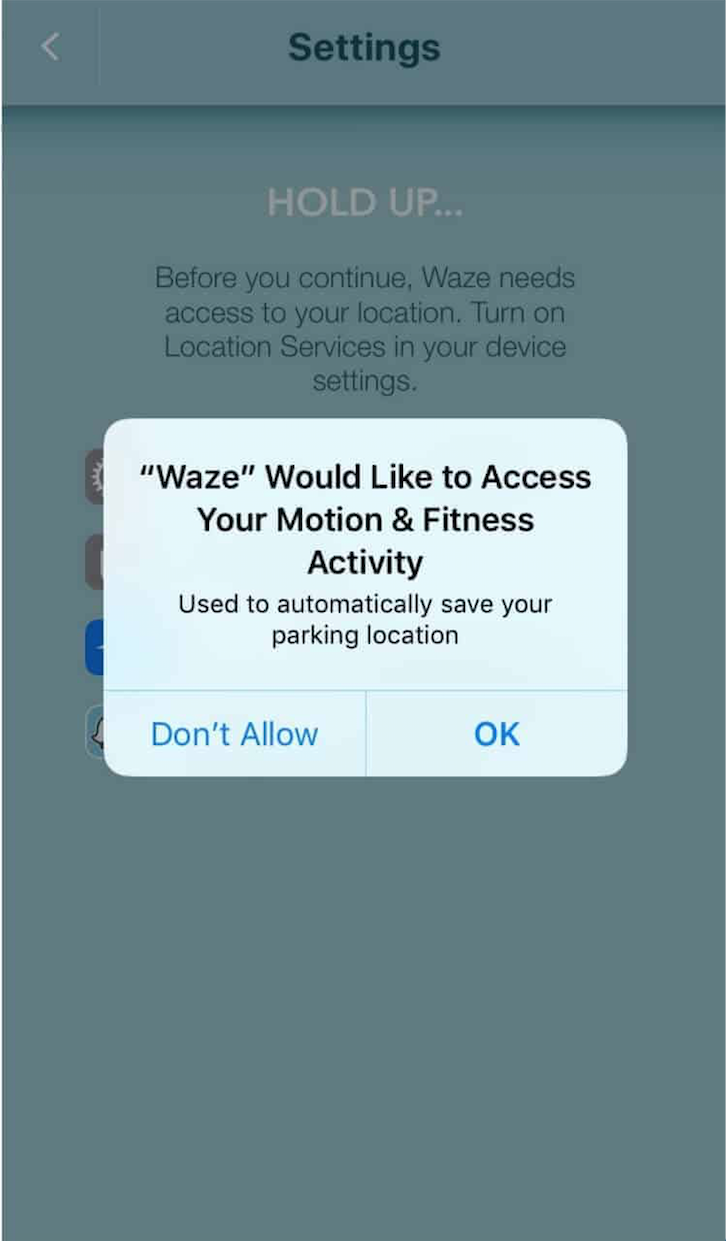 Settings
HOLD UP...
Before you continue, Waze needs
access to your location. Turn on
Location Services in your device
settings.
“Waze” Would Like to Access
Your Motion & Fitness
Activity
Used to automatically save your
parking location
Don’t Allow
OK